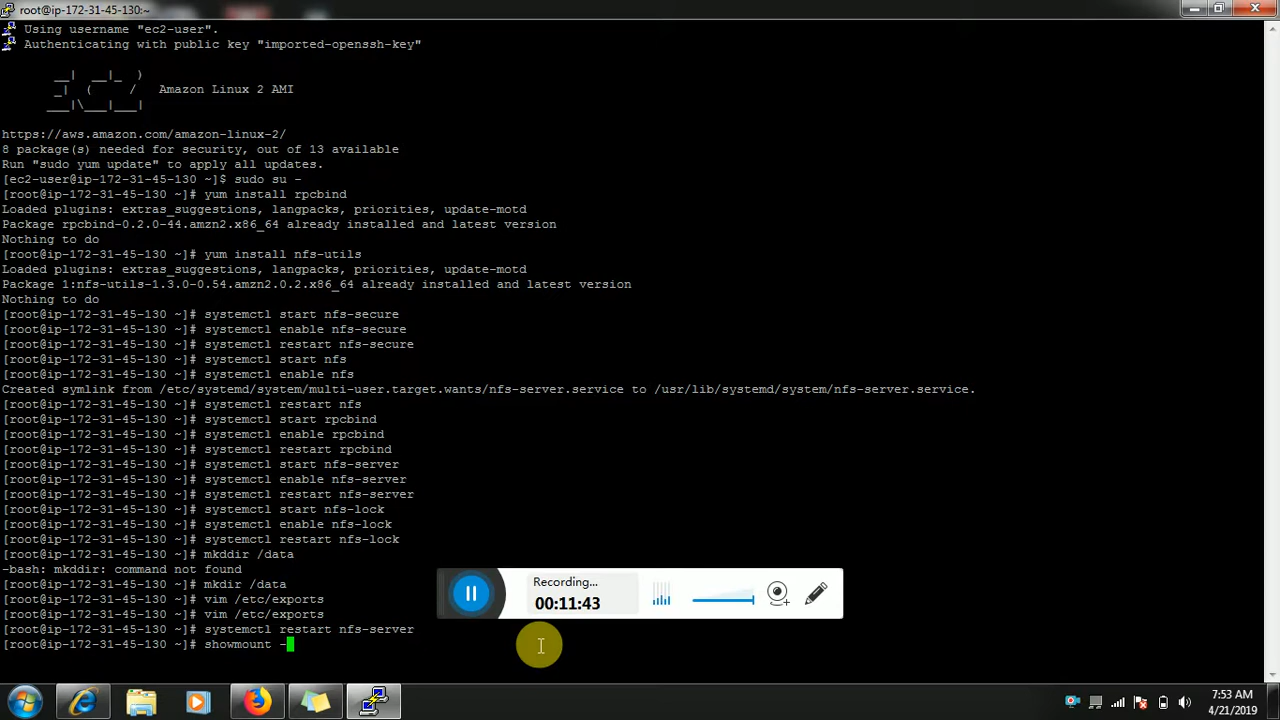 root@ip-172-31-45-130:~
Using username "ec2-user".
Authenticating with public key "imported-openssh-key"
__|  __|_  )
_|  (     /   Amazon Linux 2 AMI
___|\___|___|
https://aws.amazon.com/amazon-linux-2/
8 package(s) needed for security, out of 13 available
Run "sudo yum update" to apply all updates.
[ec2-user@ip-172-31-45-130 ~]$ sudo su -
[root@ip-172-31-45-130 ~]# yum install rpcbind
Loaded plugins: extras_suggestions, langpacks, priorities, update-motd
Package rpcbind-0.2.0-44.amzn2.x86_64 already installed and latest version
Nothing to do
[root@ip-172-31-45-130 ~]# yum install nfs-utils
Loaded plugins: extras_suggestions, langpacks, priorities, update-motd
Package 1:nfs-utils-1.3.0-0.54.amzn2.0.2.x86_64 already installed and latest version
Nothing to do
[root@ip-172-31-45-130 ~]# systemctl start nfs-secure
[root@ip-172-31-45-130 ~]# systemctl enable nfs-secure
[root@ip-172-31-45-130 ~]# systemctl restart nfs-secure
[root@ip-172-31-45-130 ~]# systemctl start nfs
[root@ip-172-31-45-130 ~]# systemctl enable nfs
Created symlink from /etc/systemd/system/multi-user.target.wants/nfs-server.service to /usr/lib/systemd/system/nfs-server.service.
[root@ip-172-31-45-130 ~]# systemctl restart nfs
[root@ip-172-31-45-130 ~]# systemctl start rpcbind
[root@ip-172-31-45-130 ~]# systemctl enable rpcbind
[root@ip-172-31-45-130 ~]# systemctl restart rpcbind
[root@ip-172-31-45-130 ~]# systemctl start nfs-server
[root@ip-172-31-45-130 ~]# systemctl enable nfs-server
[root@ip-172-31-45-130 ~]# systemctl restart nfs-server
[root@ip-172-31-45-130 ~]# systemctl start nfs-lock
[root@ip-172-31-45-130 ~]# systemctl enable nfs-lock
[root@ip-172-31-45-130 ~]# systemctl restart nfs-lock
[root@ip-172-31-45-130 ~]# mkddir /data
-bash: mkddir: command not found
[root@ip-172-31-45-130 ~]# mkdir /data
[root@ip-172-31-45-130 ~]# vim /etc/exports
[root@ip-172-31-45-130 ~]# vim /etc/exports
[root@ip-172-31-45-130 ~]# systemctl restart nfs-server
[root@ip-172-31-45-130 ~]# showmount -
Recording...
00:11:43
7:53 AM
4/21/2019